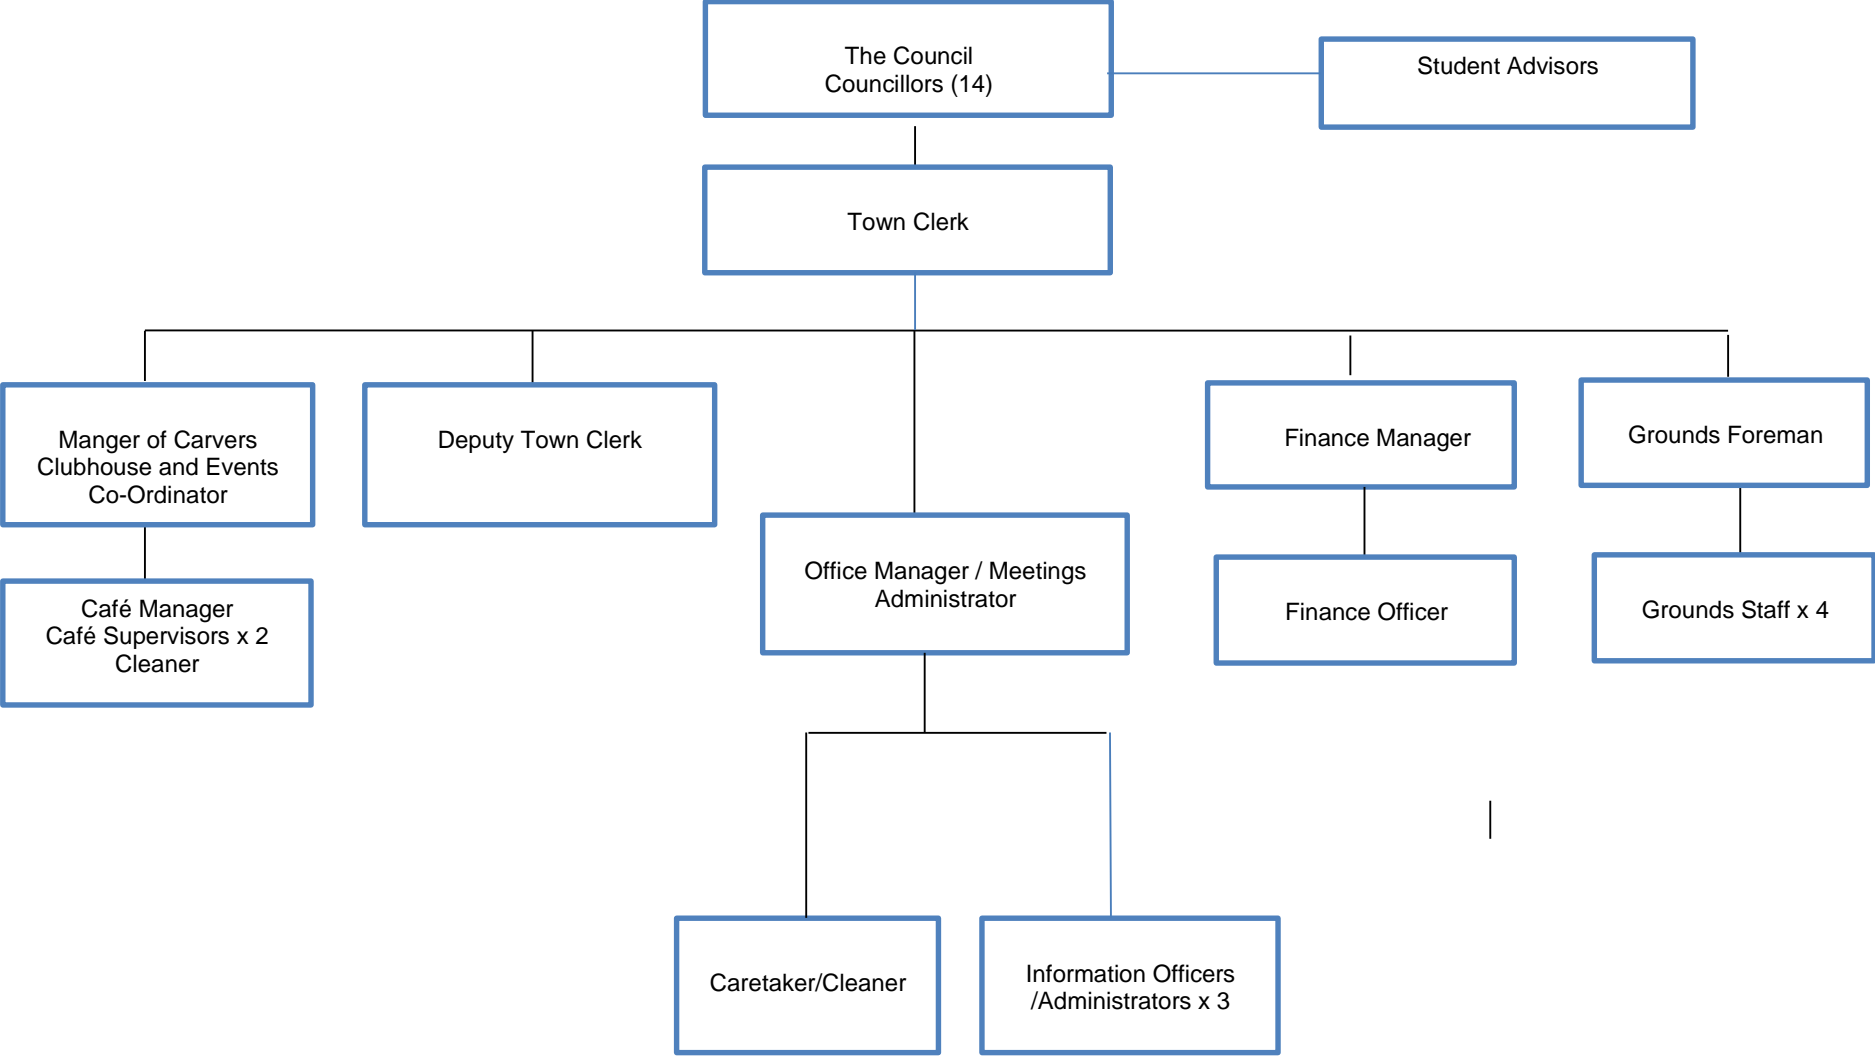 The Council
Councillors (14)
Student Advisors
Town Clerk
Manger of Carvers
Clubhouse and Events
Co-Ordinator
Deputy Town Clerk
Finance Manager
Grounds Foreman
Office Manager / Meetings
Administrator
Café Manager
Café Supervisors x 2
Cleaner
Finance Officer
Grounds Staff x 4
Caretaker/Cleaner
Information Officers
/Administrators x 3